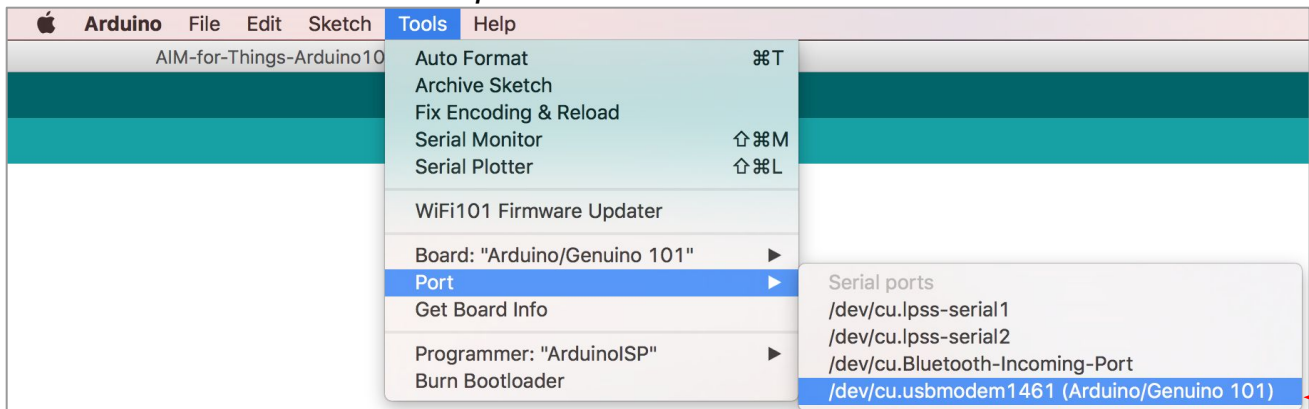 Arduino File Edit Sketch Tools Help
AIM-for-Things-Arduino10
Auto Format ⌘T
Archive Sketch
Fix Encoding & Reload
Serial Monitor ⇧⌘M
Serial Plotter ⇧⌘L
WiFi101 Firmware Updater
Board: "Arduino/Genuino 101" ▶
Port ▶
Get Board Info
Programmer: "ArduinoISP" ▶
Burn Bootloader
Serial ports
/dev/cu.lpss-serial1
/dev/cu.lpss-serial2
/dev/cu.Bluetooth-Incoming-Port
/dev/cu.usbmodem1461 (Arduino/Genuino 101)